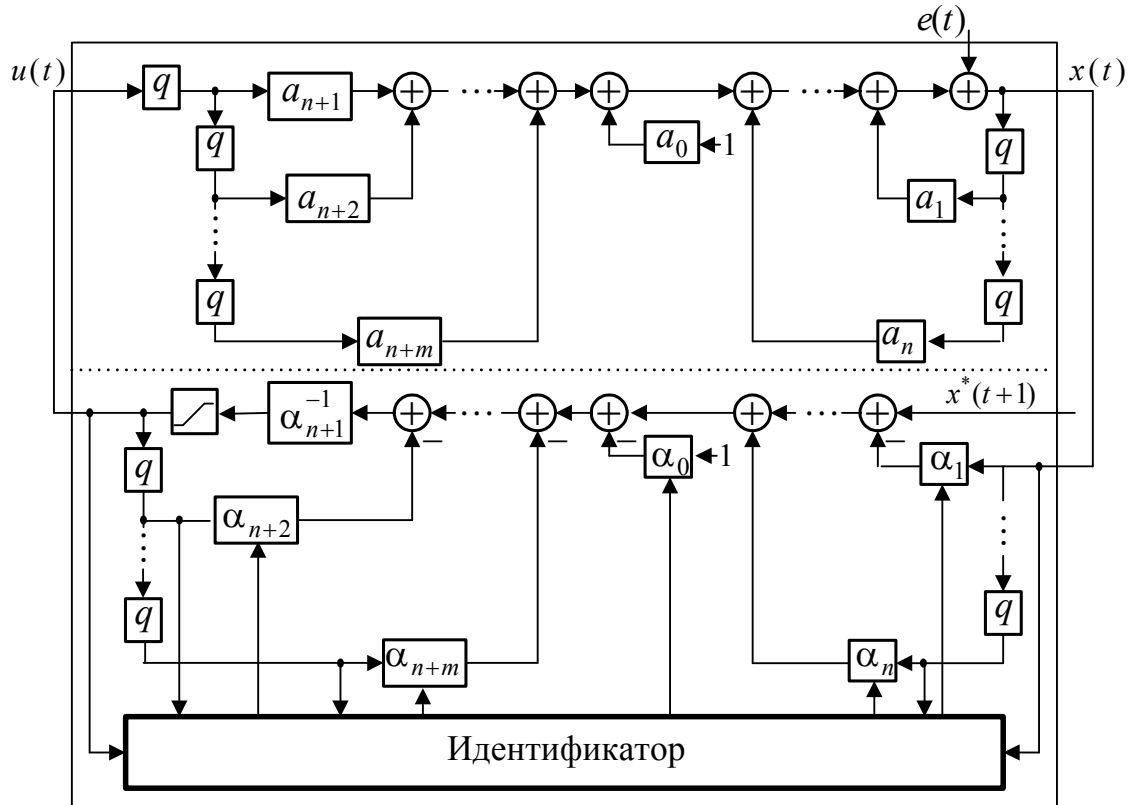 e(t)
u(t)
x(t)
q
a_{n+1}
+
...
+
+
+
...
+
+
q
a_0
1
q
a_{n+2}
a_1
q
q
a_{n+m}
a_n
α_{n+1}^{-1}
+
−
...
+
−
+
−
+
−
...
+
−
x^*(t+1)
q
α_0
1
α_1
α_{n+2}
q
q
α_{n+m}
α_n
Идентификатор